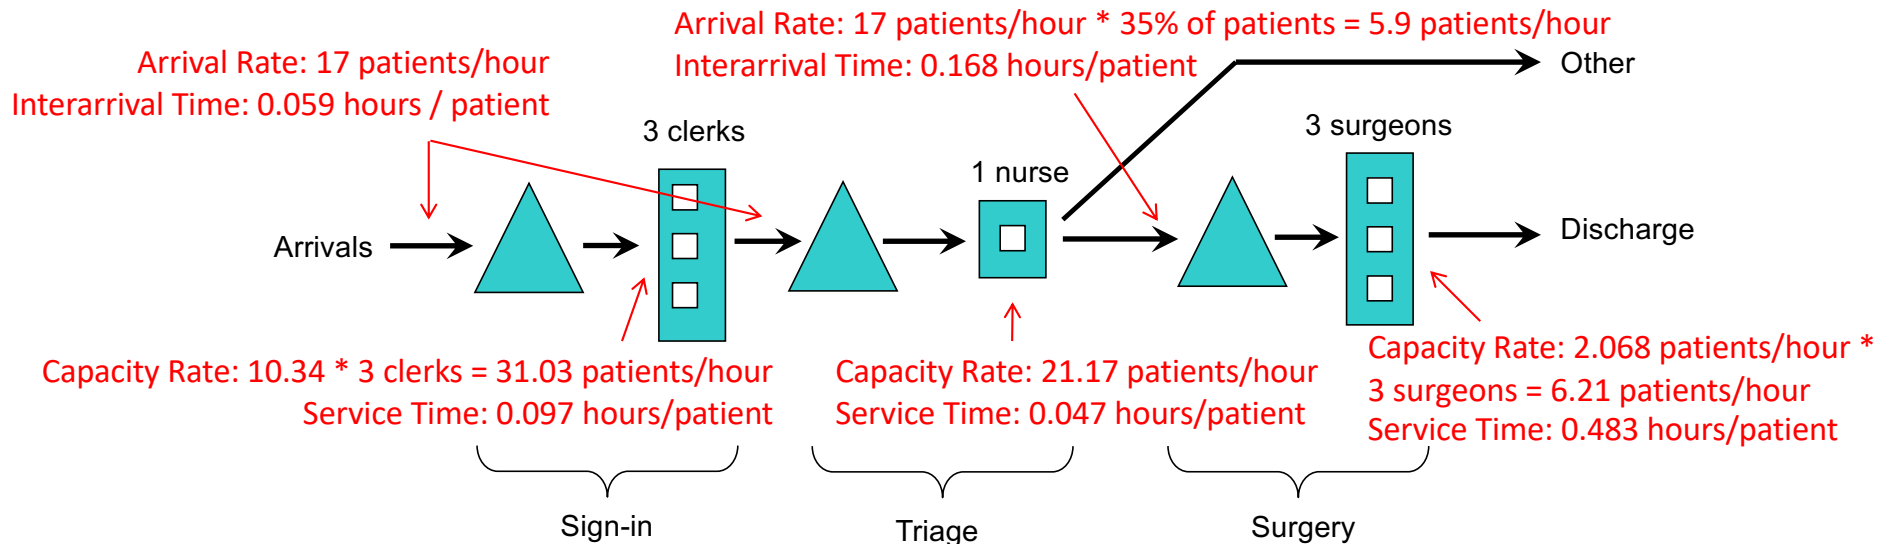 Arrival Rate: 17 patients/hour * 35% of patients = 5.9 patients/hour
Interarrival Time: 0.168 hours/patient
Arrival Rate: 17 patients/hour
Interarrival Time: 0.059 hours / patient
Other
3 clerks
1 nurse
3 surgeons
Arrivals
Discharge
Capacity Rate: 10.34 * 3 clerks = 31.03 patients/hour
Service Time: 0.097 hours/patient
Capacity Rate: 21.17 patients/hour
Service Time: 0.047 hours/patient
Capacity Rate: 2.068 patients/hour *
3 surgeons = 6.21 patients/hour
Service Time: 0.483 hours/patient
Sign-in
Triage
Surgery